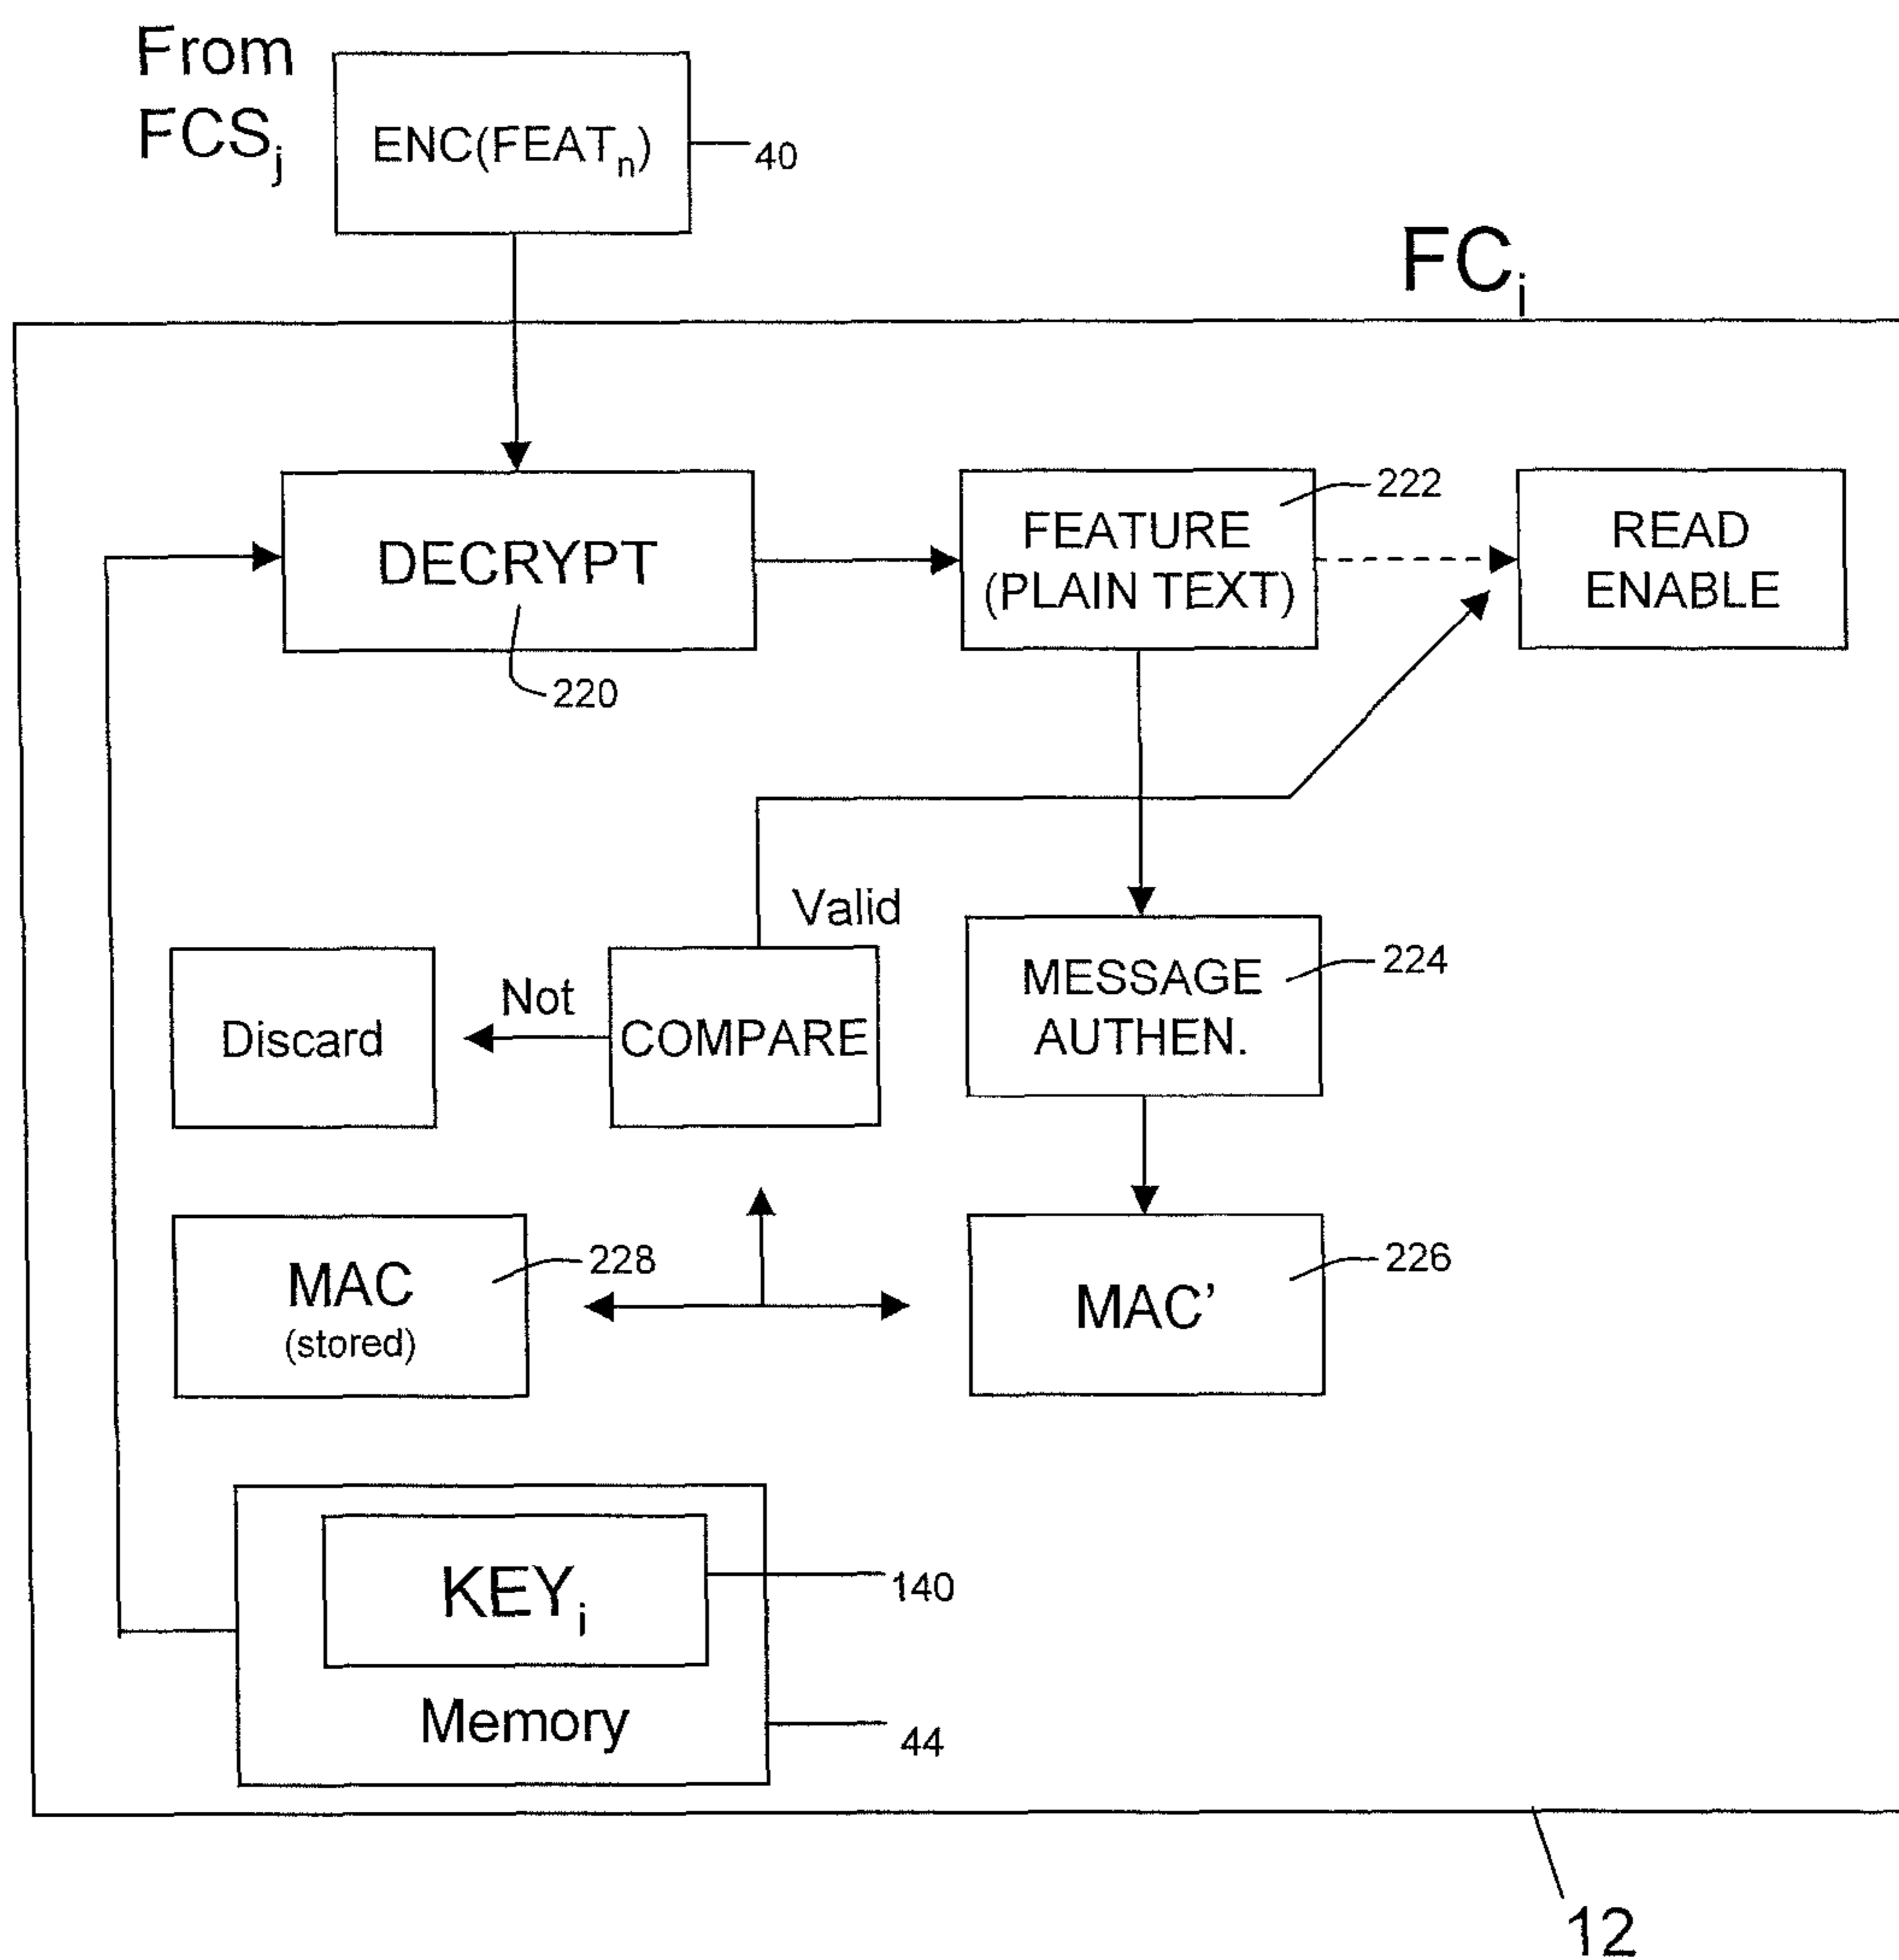 From
FCSj
ENC(FEATn)
40
FCi
DECRYPT
220
FEATURE
(PLAIN TEXT)
222
READ
ENABLE
Valid
Discard
Not
COMPARE
MESSAGE
AUTHEN.
224
MAC
(stored)
228
MAC’
226
KEYi
140
Memory
44
12